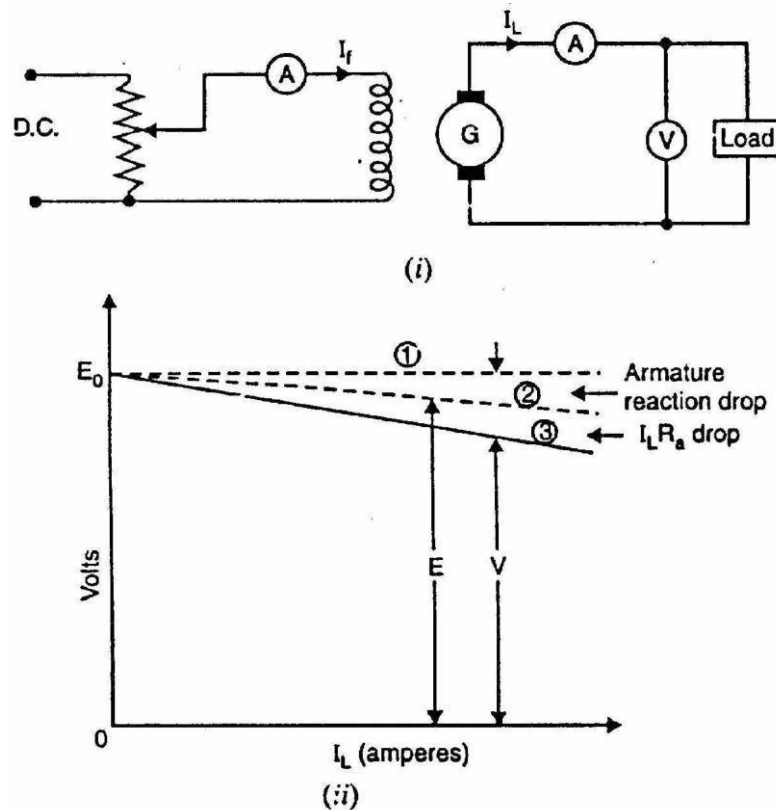 D.C.
A
I_f
I_L
A
G
V
Load
(i)
E_0
①
②
③
Armature
reaction drop
I_L R_a drop
E
V
Volts
0
I_L (amperes)
(ii)